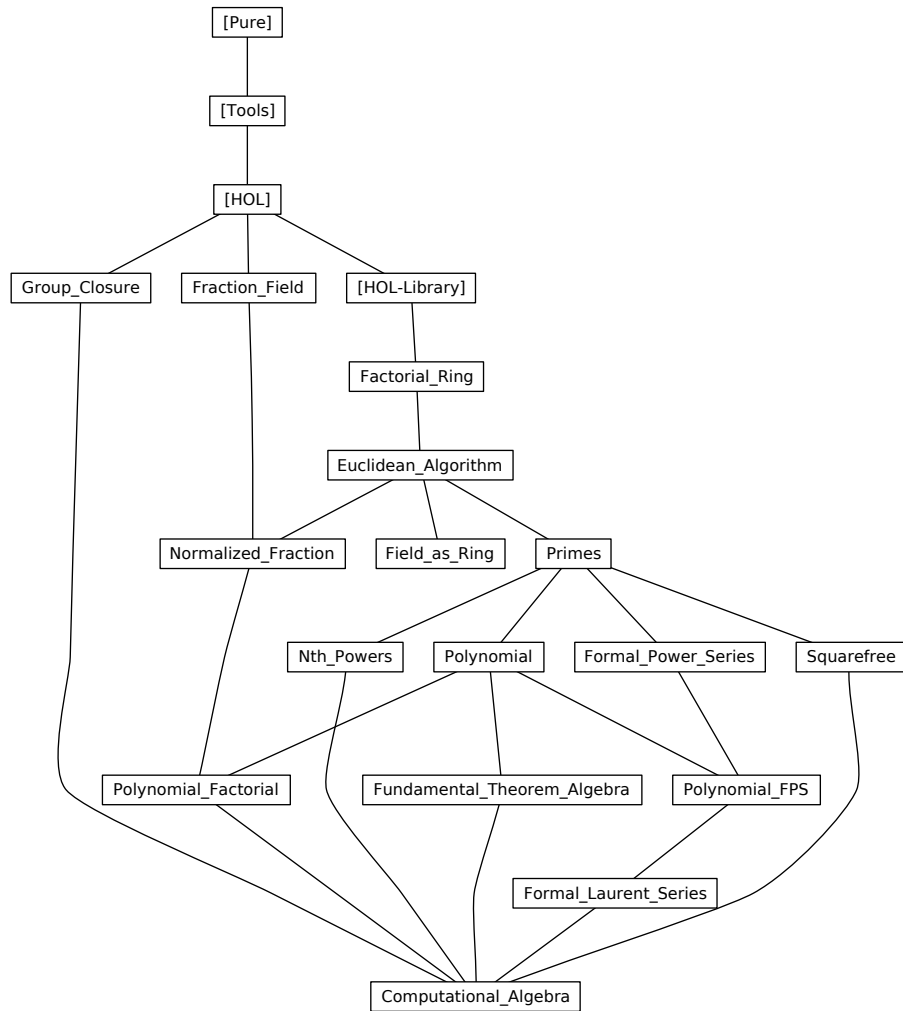 [Pure]
[Tools]
[HOL]
Group_Closure
Fraction_Field
[HOL-Library]
Factorial_Ring
Euclidean_Algorithm
Normalized_Fraction
Field_as_Ring
Primes
Nth_Powers
Polynomial
Formal_Power_Series
Squarefree
Polynomial_Factorial
Fundamental_Theorem_Algebra
Polynomial_FPS
Formal_Laurent_Series
Computational_Algebra